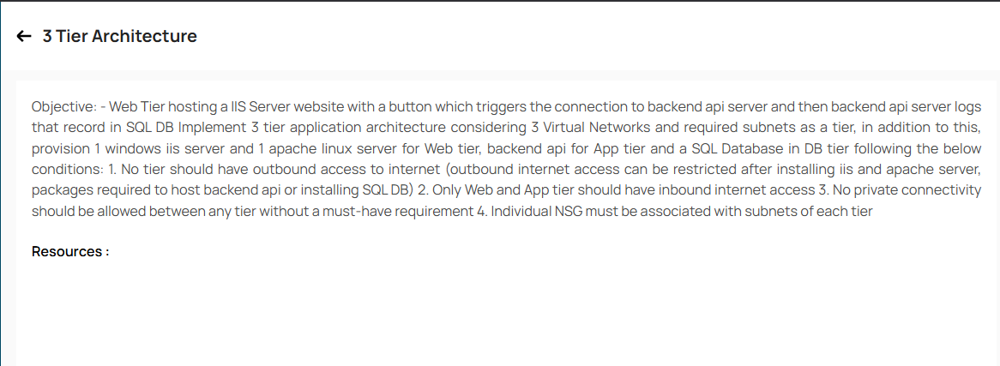 ← 3 Tier Architecture
Objective: - Web Tier hosting a IIS Server website with a button which triggers the connection to backend api server and then backend api server logs
that record in SQL DB Implement 3 tier application architecture considering 3 Virtual Networks and required subnets as a tier, in addition to this,
provision 1 windows iis server and 1 apache linux server for Web tier, backend api for App tier and a SQL Database in DB tier following the below
conditions: 1. No tier should have outbound access to internet (outbound internet access can be restricted after installing iis and apache server,
packages required to host backend api or installing SQL DB) 2. Only Web and App tier should have inbound internet access 3. No private connectivity
should be allowed between any tier without a must-have requirement 4. Individual NSG must be associated with subnets of each tier
Resources :